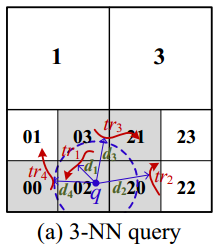 1 3
01 03 tr3 21 23
tr4 tr1 d1 d3 tr2
00 d4 02 d2 20 22
q
(a) 3-NN query